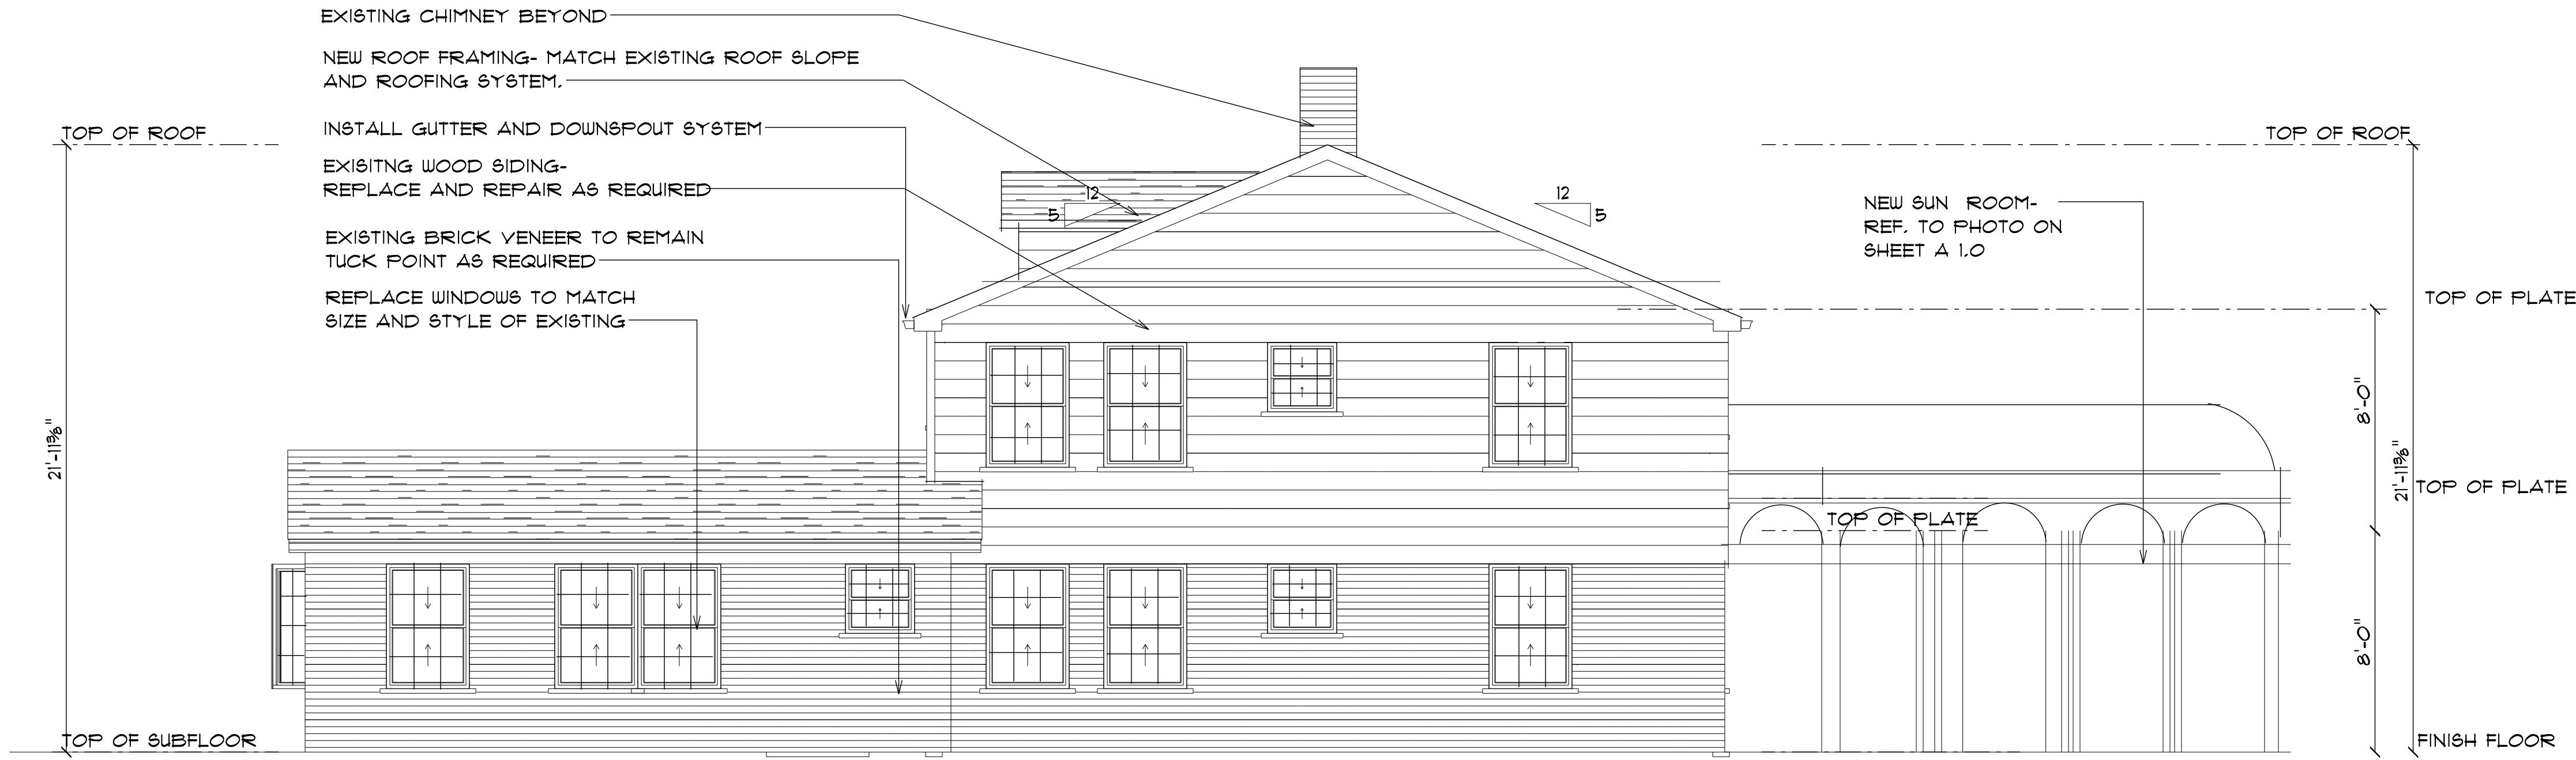 EXISTING CHIMNEY BEYOND
NEW ROOF FRAMING- MATCH EXISTING ROOF SLOPE
AND ROOFING SYSTEM.
INSTALL GUTTER AND DOWNSPOUT SYSTEM
EXISITNG WOOD SIDING-
REPLACE AND REPAIR AS REQUIRED
EXISTING BRICK VENEER TO REMAIN
TUCK POINT AS REQUIRED
REPLACE WINDOWS TO MATCH
SIZE AND STYLE OF EXISTING
TOP OF ROOF
21'-11⅜"
TOP OF SUBFLOOR
12
5
12
5
NEW SUN ROOM-
REF. TO PHOTO ON
SHEET A 1.0
TOP OF ROOF
TOP OF PLATE
8'-0"
21'-11⅜"
TOP OF PLATE
TOP OF PLATE
8'-0"
FINISH FLOOR